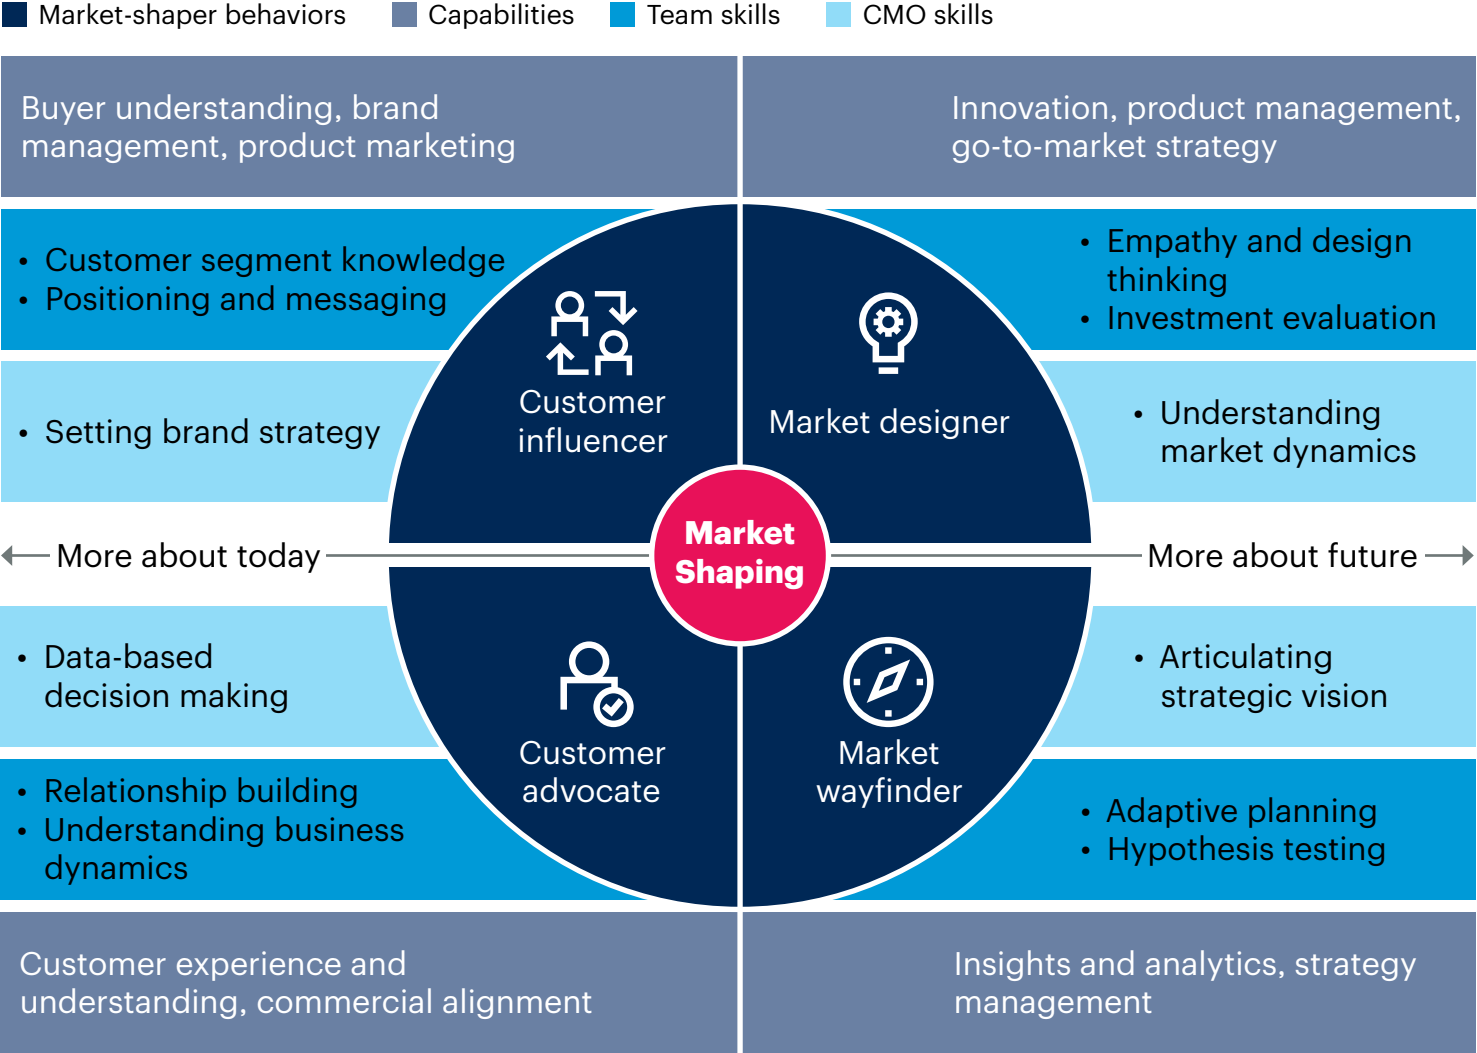 Market-shaper behaviors
Capabilities
Team skills
CMO skills
Buyer understanding, brand
management, product marketing
Innovation, product management,
go-to-market strategy
• Customer segment knowledge
• Positioning and messaging
• Empathy and design
thinking
• Investment evaluation
Customer
influencer
Market designer
• Setting brand strategy
• Understanding
market dynamics
Market
Shaping
More about today
More about future
• Data-based
decision making
• Articulating
strategic vision
Customer
advocate
Market
wayfinder
• Relationship building
• Understanding business
dynamics
• Adaptive planning
• Hypothesis testing
Customer experience and
understanding, commercial alignment
Insights and analytics, strategy
management